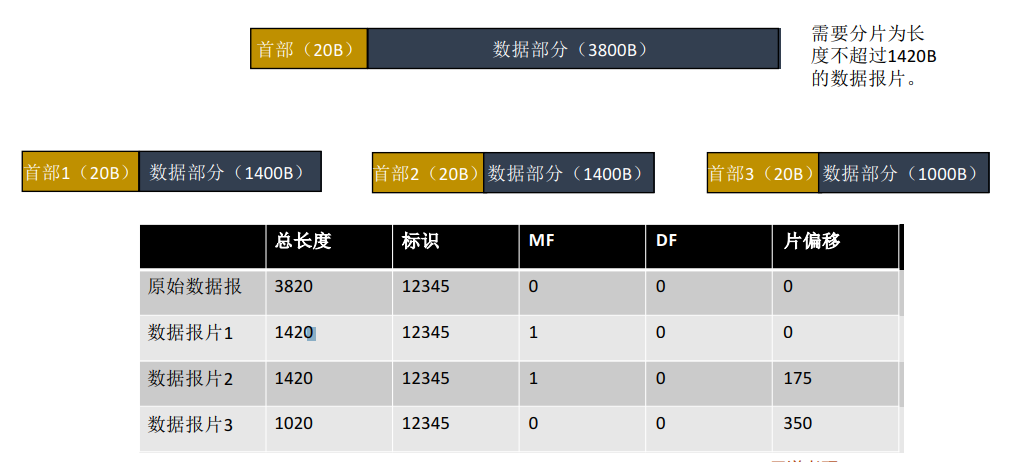 首部（20B）
数据部分（3800B）
需要分片为长
度不超过1420B
的数据报片。
首部1（20B）
数据部分（1400B）
首部2（20B）
数据部分（1400B）
首部3（20B）
数据部分（1000B）
总长度 标识 MF DF 片偏移
原始数据报 3820 12345 0 0 0
数据报片1 1420 12345 1 0 0
数据报片2 1420 12345 1 0 175
数据报片3 1020 12345 0 0 350